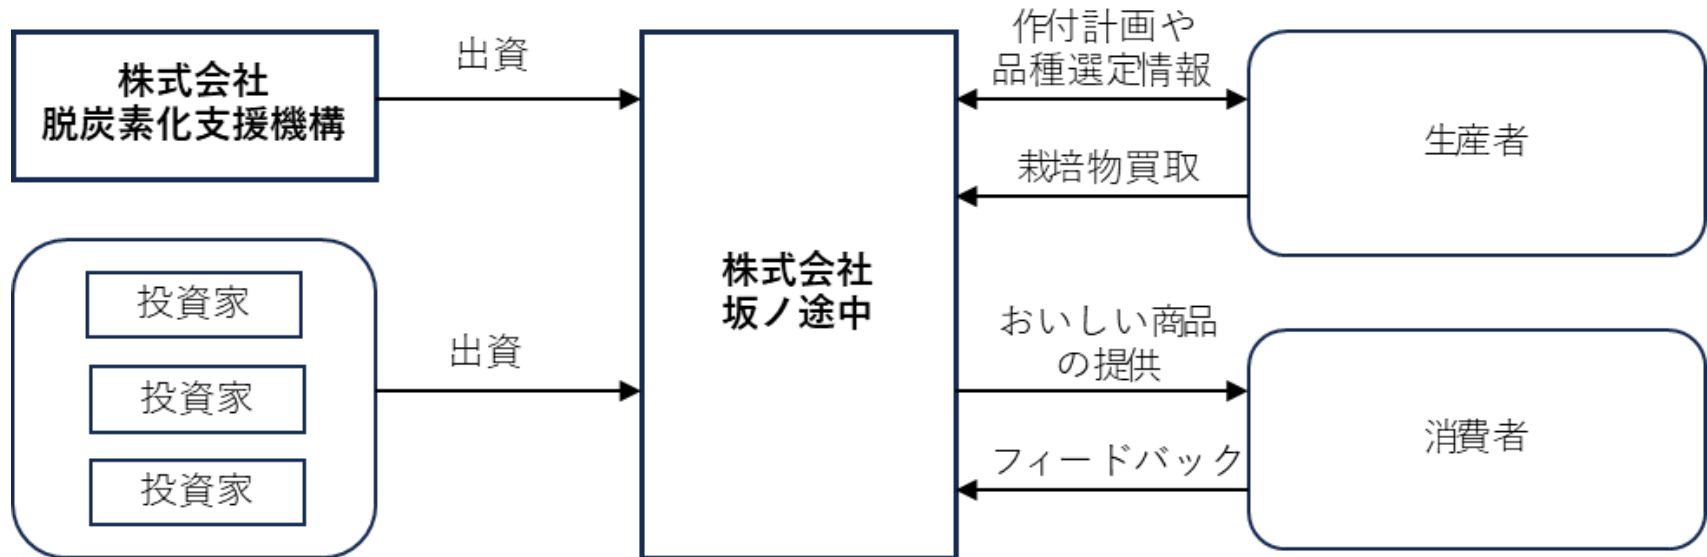 株式会社
脱炭素化支援機構
出資
投資家
投資家
投資家
出資
株式会社
坂ノ途中
作付計画や
品種選定情報
栽培物買取
生産者
おいしい商品
の提供
フィードバック
消費者